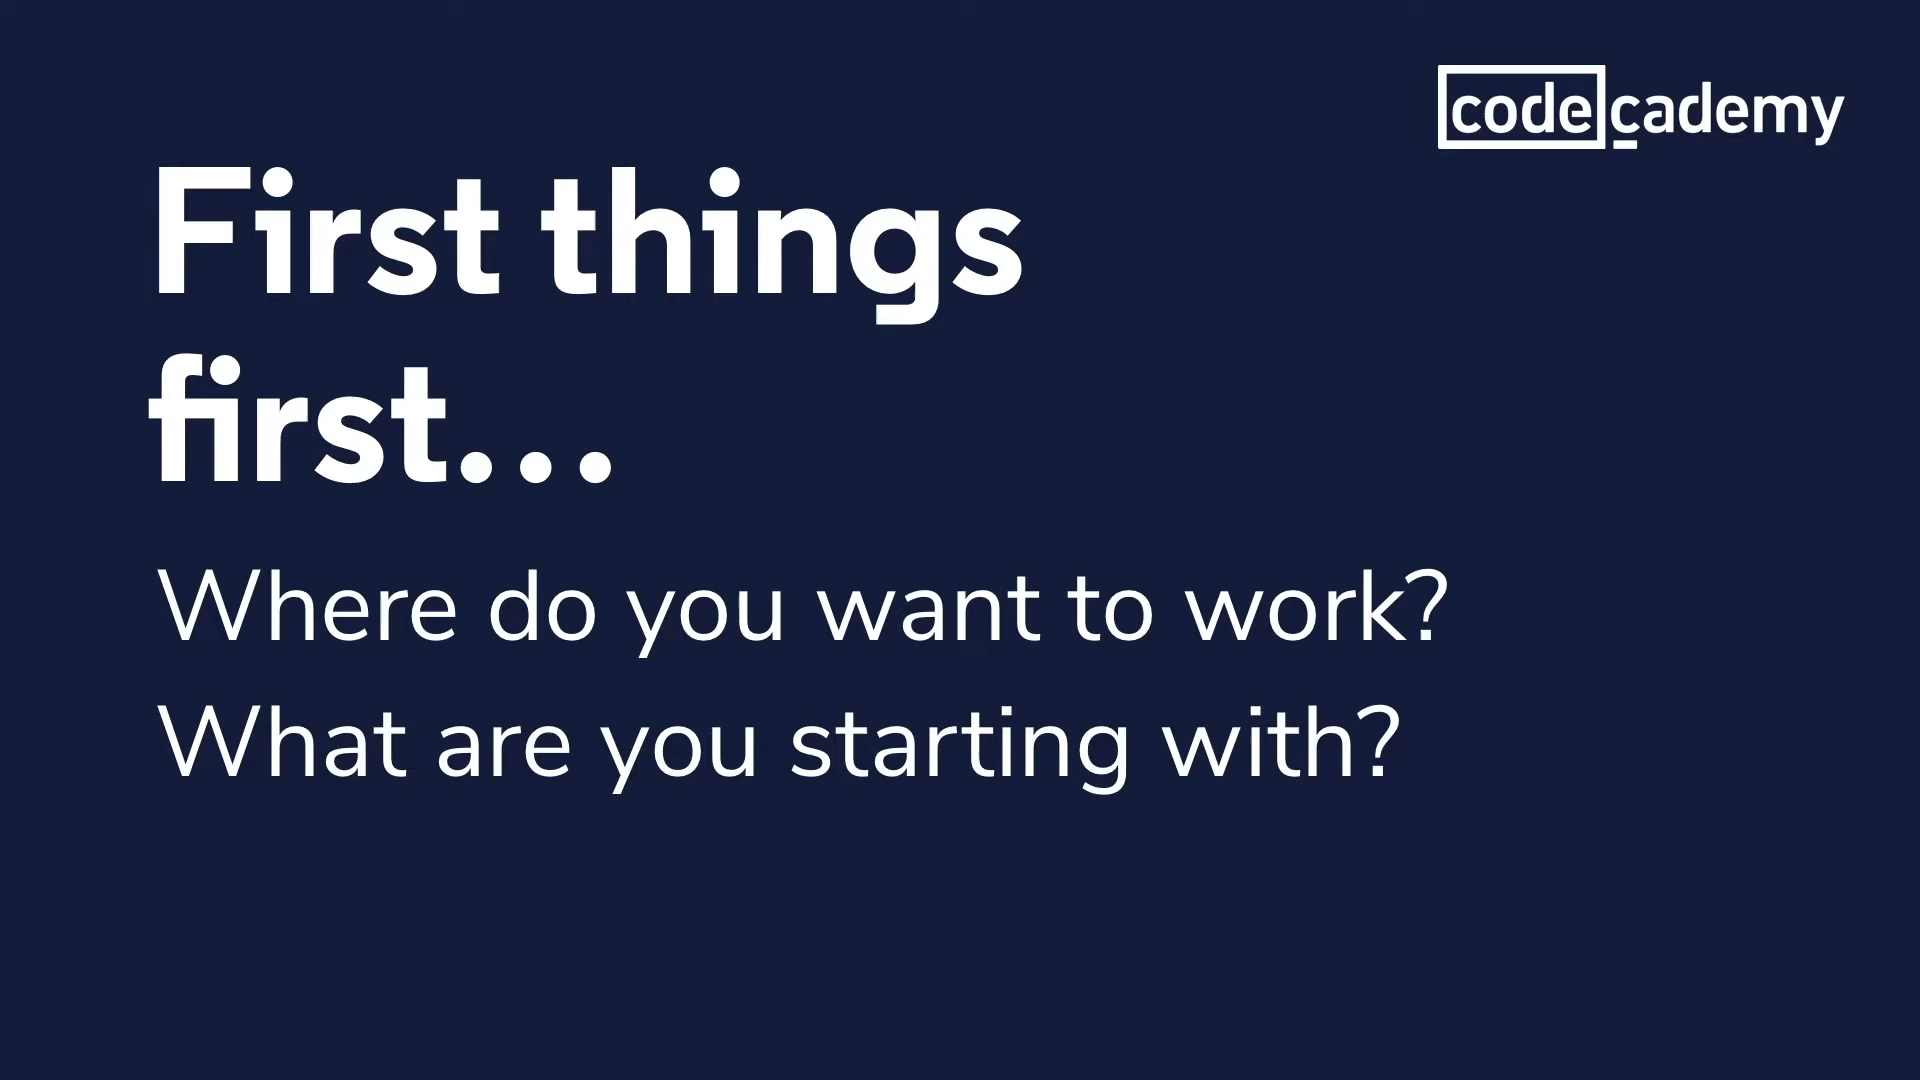 codecademy
First things
first...
Where do you want to work?
What are you starting with?